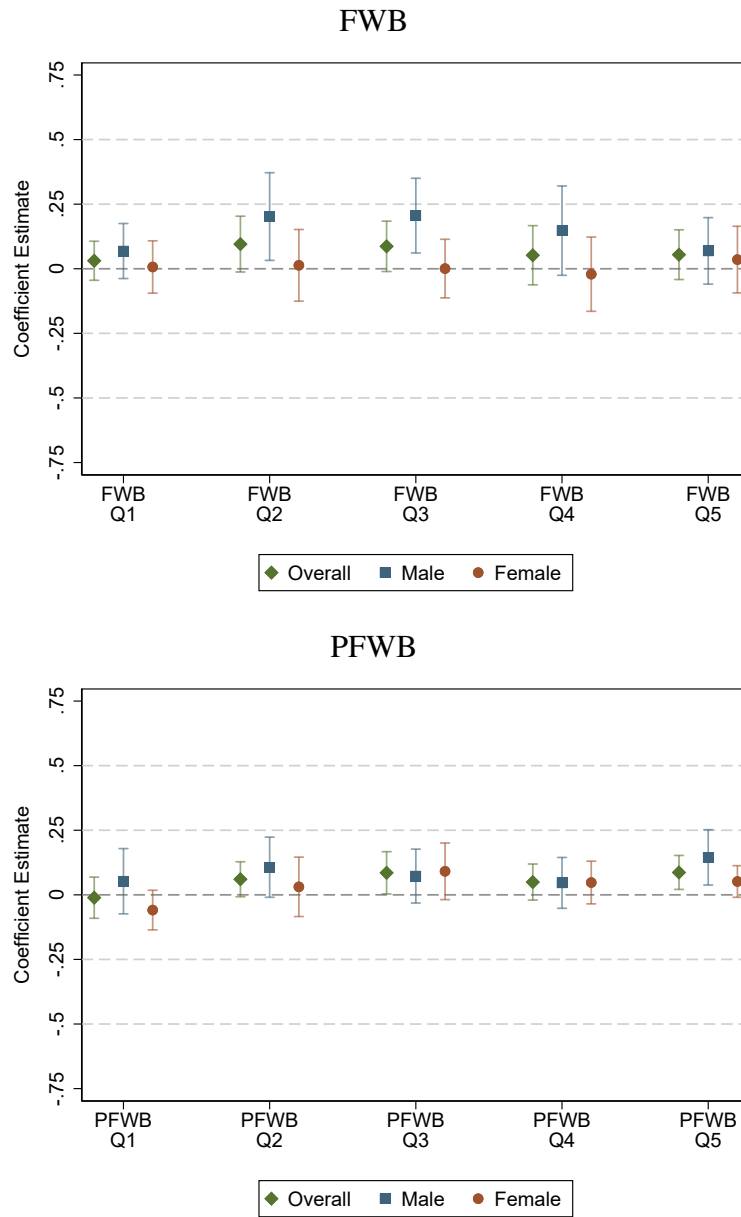 FWB
Coefficient Estimate
.75
.5
.25
0
-.25
-.5
-.75
FWB FWB FWB FWB FWB
Q1 Q2 Q3 Q4 Q5
Overall Male Female
PFWB
Coefficient Estimate
.75
.5
.25
0
-.25
-.5
-.75
PFWB PFWB PFWB PFWB PFWB
Q1 Q2 Q3 Q4 Q5
Overall Male Female